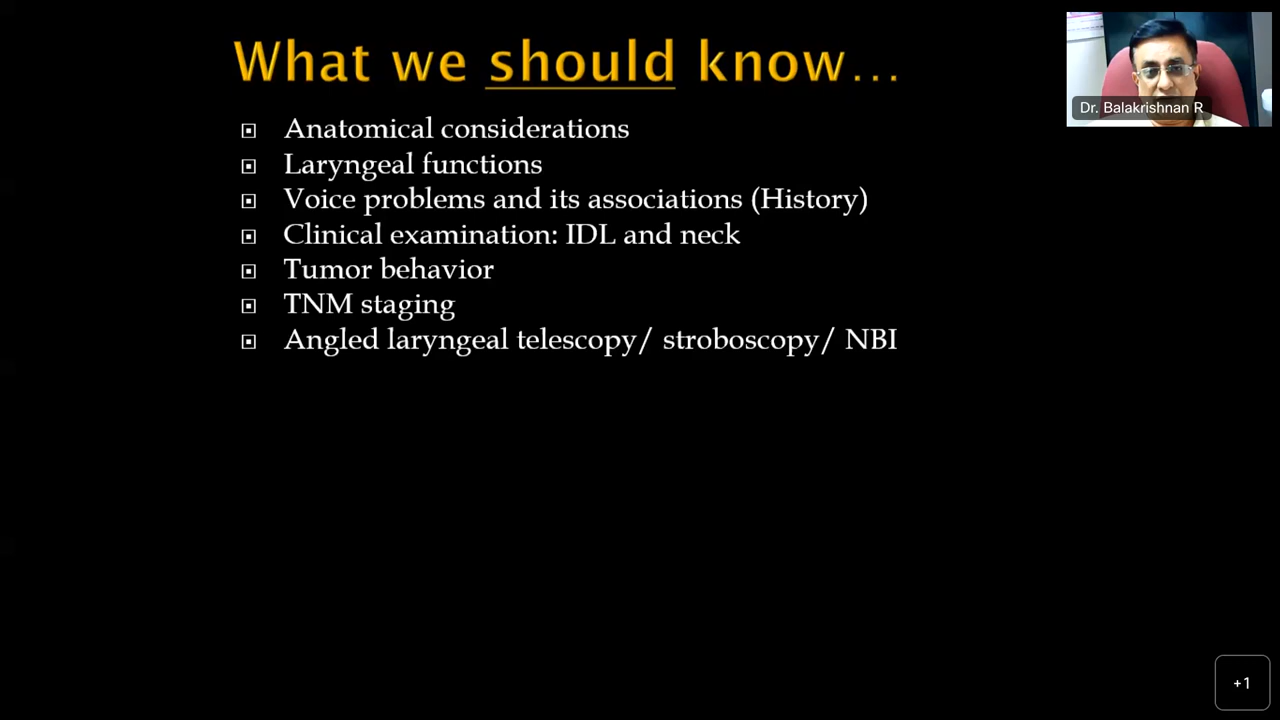 What we should know...
Anatomical considerations
Laryngeal functions
Voice problems and its associations (History)
Clinical examination: IDL and neck
Tumor behavior
TNM staging
Angled laryngeal telescopy/ stroboscopy/ NBI
Dr. Balakrishnan R
+1